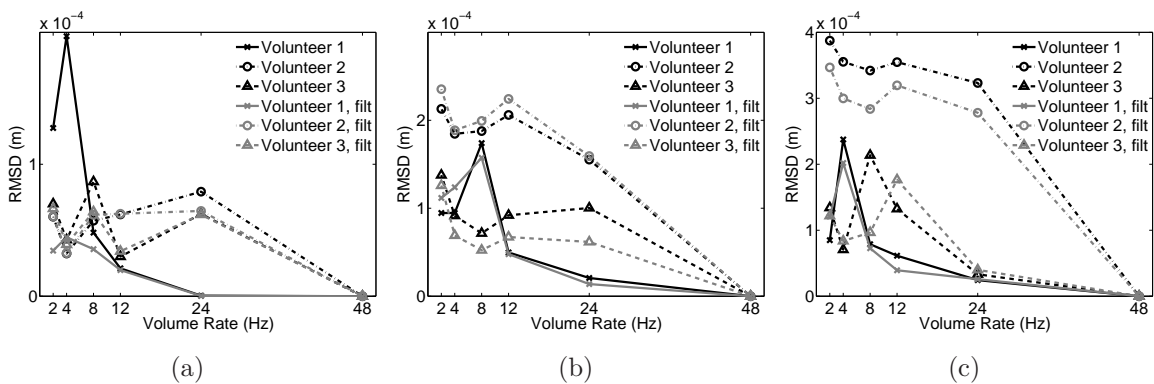 x 10⁻⁴
Volunteer 1
Volunteer 2
Volunteer 3
Volunteer 1, filt
Volunteer 2, filt
Volunteer 3, filt
RMSD (m)
1
0
2 4 8 12 24 48
Volume Rate (Hz)
(a)
x 10⁻⁴
Volunteer 1
Volunteer 2
Volunteer 3
Volunteer 1, filt
Volunteer 2, filt
Volunteer 3, filt
RMSD (m)
2
1
0
2 4 8 12 24 48
Volume Rate (Hz)
(b)
x 10⁻⁴
Volunteer 1
Volunteer 2
Volunteer 3
Volunteer 1, filt
Volunteer 2, filt
Volunteer 3, filt
RMSD (m)
4
3
2
1
0
2 4 8 12 24 48
Volume Rate (Hz)
(c)